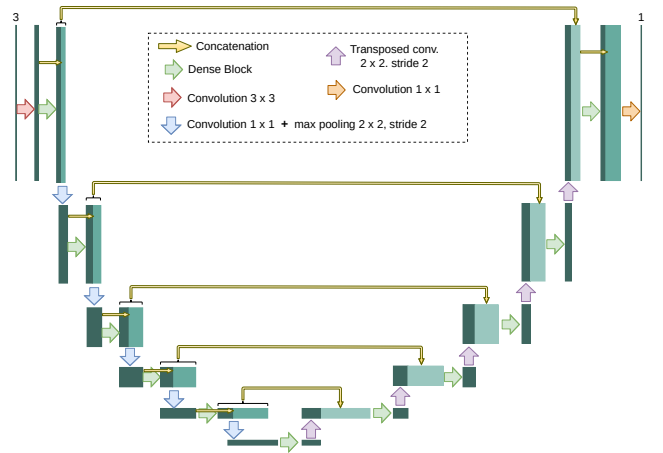 3
1
Concatenation
Dense Block
Convolution 3 x 3
Convolution 1 x 1 + max pooling 2 x 2, stride 2
Transposed conv.
2 x 2. stride 2
Convolution 1 x 1